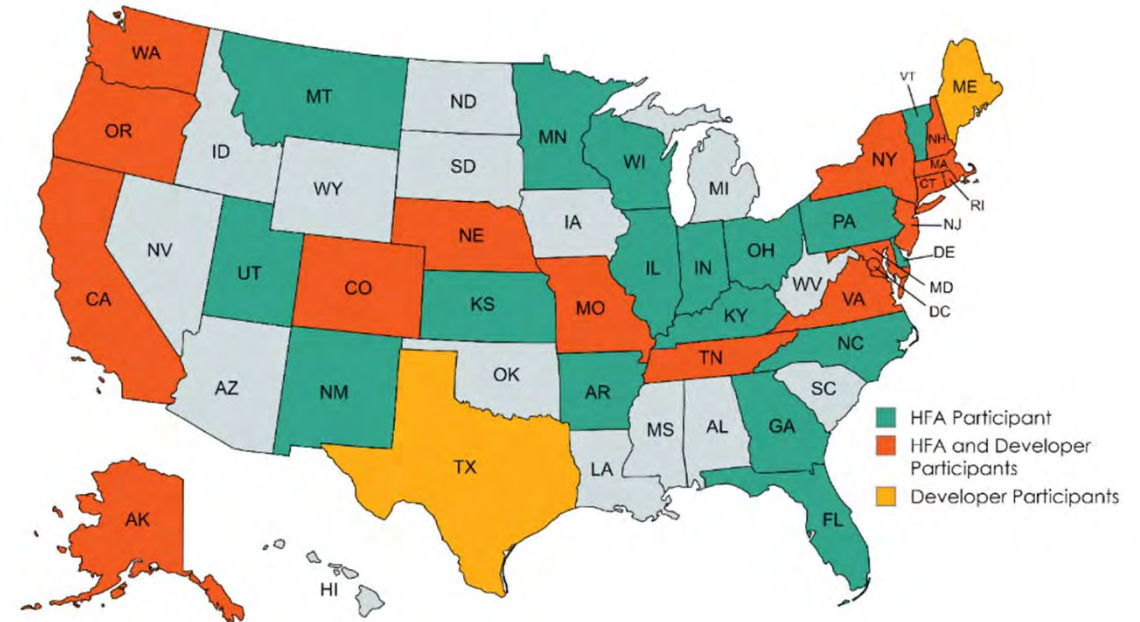 WA
MT
ND
MN
VT
ME
OR
ID
SD
WI
NH
NY
MA
WY
MI
CT
RI
NV
NE
IA
PA
NJ
UT
CO
IL
IN
OH
DE
CA
KS
MO
WV
VA
MD
KY
DC
TN
NC
AZ
NM
OK
AR
SC
MS
AL
GA
TX
LA
FL
AK
HI
HFA Participant
HFA and Developer
Participants
Developer Participants